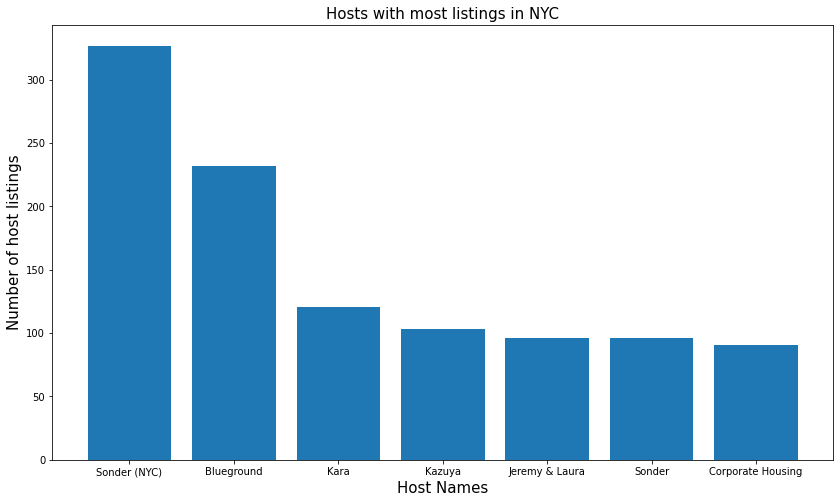 Hosts with most listings in NYC
Number of host listings
300
250
200
150
100
50
0
Sonder (NYC) Blueground Kara Kazuya Jeremy & Laura Sonder Corporate Housing
Host Names